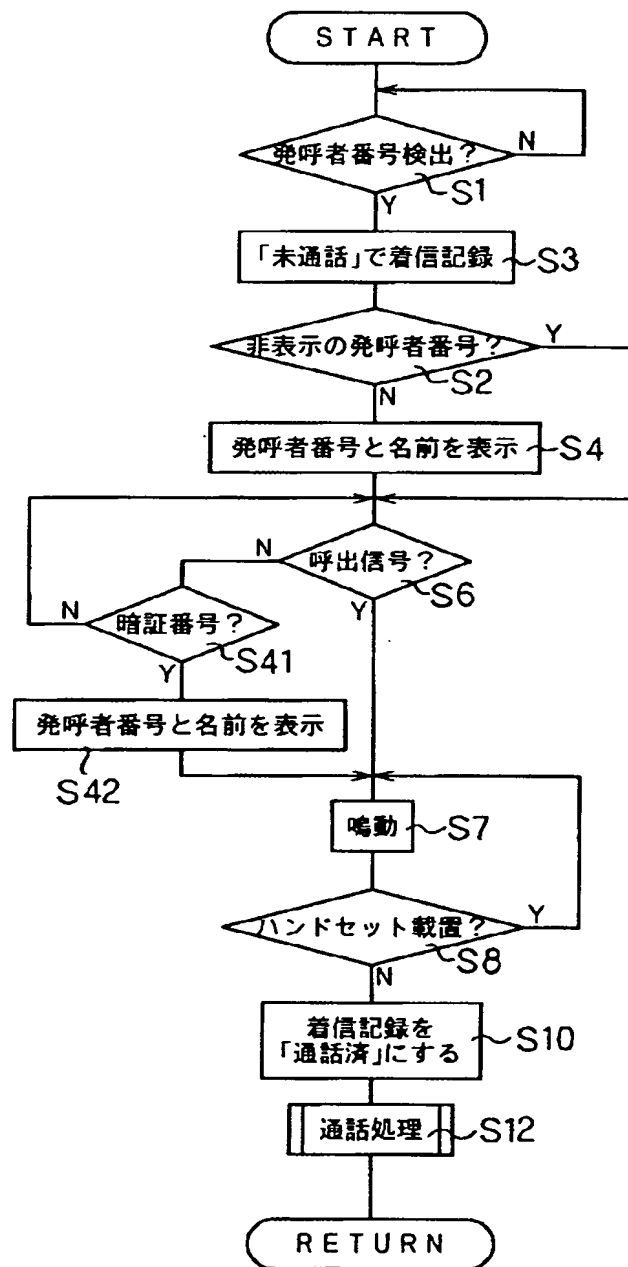 START
発呼者番号検出?
N
S1
Y
「未通話」で着信記録
S3
非表示の発呼者番号?
Y
S2
N
発呼者番号と名前を表示
S4
N
呼出信号?
S6
Y
N
暗証番号?
S41
Y
発呼者番号と名前を表示
S42
鳴動
S7
ハンドセット載置?
Y
S8
N
着信記録を
「通話済」にする
S10
通話処理
S12
RETURN